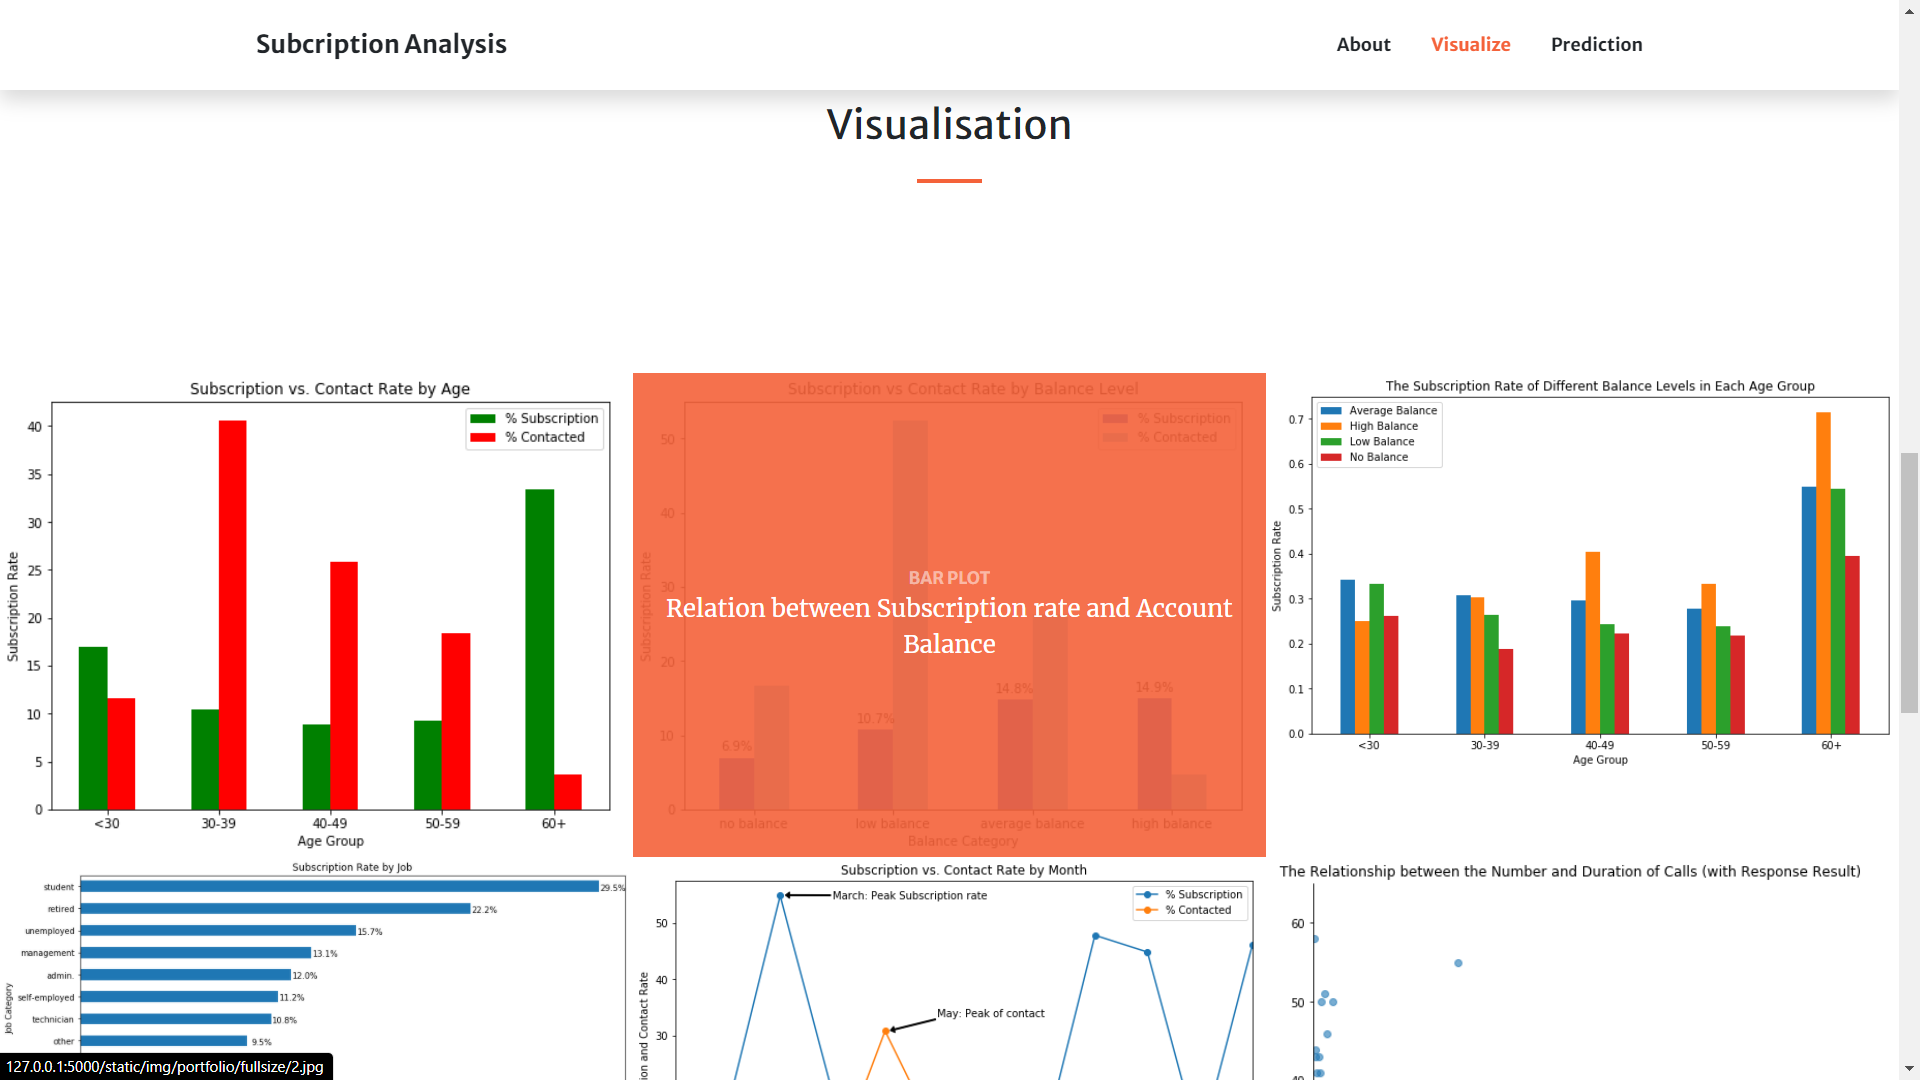 Subcription Analysis
About
Visualize
Prediction
Visualisation
Subscription vs. Contact Rate by Age
% Subscription
% Contacted
Subscription Rate
40
35
30
25
20
15
10
5
0
<30
30-39
40-49
50-59
60+
Age Group
Subscription vs Contact Rate by Balance Level
% Subscription
% Contacted
Subscription Rate
50
40
30
20
10
0
BAR PLOT
Relation between Subscription rate and Account
Balance
6.9%
10.7%
14.8%
14.9%
no balance
low balance
average balance
high balance
Balance Category
The Subscription Rate of Different Balance Levels in Each Age Group
Average Balance
High Balance
Low Balance
No Balance
Subscription Rate
0.7
0.6
0.5
0.4
0.3
0.2
0.1
0.0
<30
30-39
40-49
50-59
60+
Age Group
Subscription Rate by Job
Job Category
student
29.5%
retired
22.2%
unemployed
15.7%
management
13.1%
admin.
12.0%
self-employed
11.2%
technician
10.8%
other
9.5%
Subscription vs. Contact Rate by Month
% Subscription
% Contacted
March: Peak Subscription rate
May: Peak of contact
ion and Contact Rate
50
40
30
The Relationship between the Number and Duration of Calls (with Response Result)
60
50
40
127.0.0.1:5000/static/img/portfolio/fullsize/2.jpg